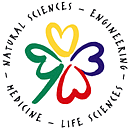 NATURAL SCIENCES – ENGINEERING –
LIFE SCIENCES – MEDICINE –